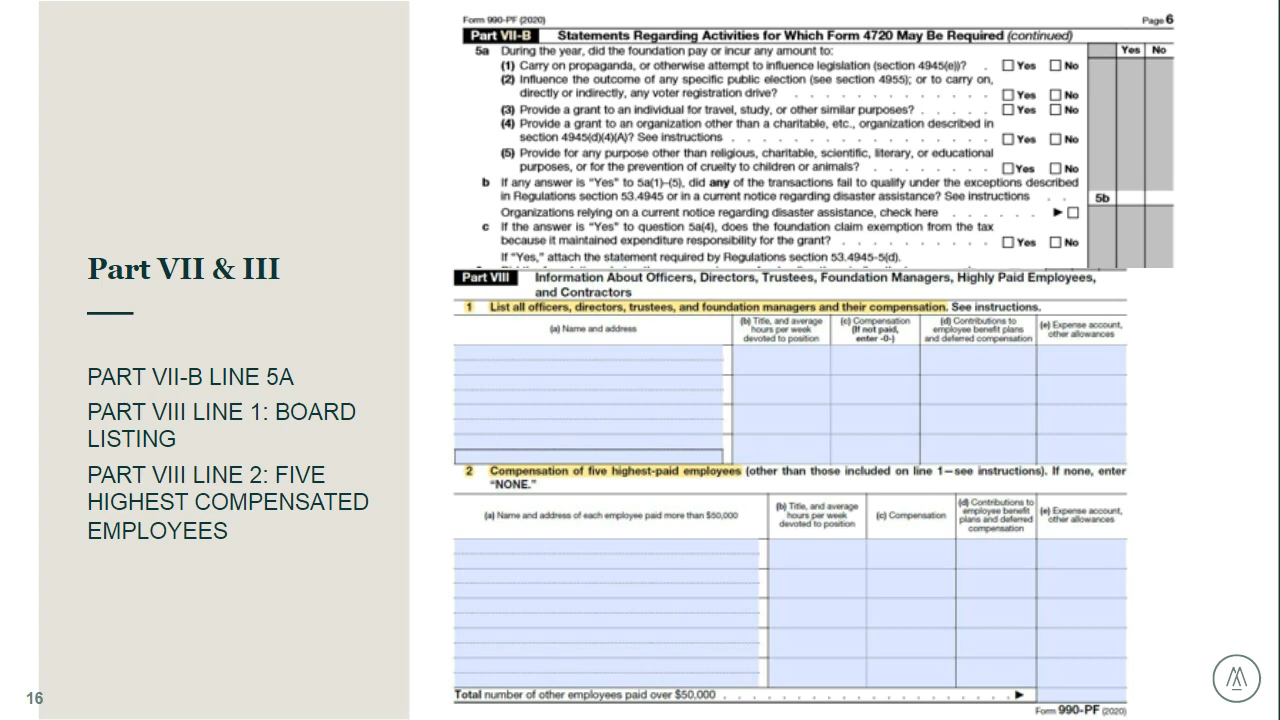 Part VII & III
PART VII-B LINE 5A
PART VIII LINE 1: BOARD
LISTING
PART VIII LINE 2: FIVE
HIGHEST COMPENSATED
EMPLOYEES
16
Form 990-PF (2020) Page 6
Part VII-B Statements Regarding Activities for Which Form 4720 May Be Required (continued)
5a During the year, did the foundation pay or incur any amount to: Yes No
(1) Carry on propaganda, or otherwise attempt to influence legislation (section 4945(e))? . Yes No
(2) Influence the outcome of any specific public election (see section 4955); or to carry on,
directly or indirectly, any voter registration drive? . . . . . . . . . . . . . Yes No
(3) Provide a grant to an individual for travel, study, or other similar purposes? . . . . . Yes No
(4) Provide a grant to an organization other than a charitable, etc., organization described in
section 4945(d)(4)(A)? See instructions . . . . . . . . . . . . . . . . . Yes No
(5) Provide for any purpose other than religious, charitable, scientific, literary, or educational
purposes, or for the prevention of cruelty to children or animals? . . . . . . . . Yes No
b If any answer is "Yes" to 5a(1)–(5), did any of the transactions fail to qualify under the exceptions described
in Regulations section 53.4945 or in a current notice regarding disaster assistance? See instructions . . 5b
Organizations relying on a current notice regarding disaster assistance, check here . . . . . . ▶
c If the answer is "Yes" to question 5a(4), does the foundation claim exemption from the tax
because it maintained expenditure responsibility for the grant? . . . . . . . . . . Yes No
If "Yes," attach the statement required by Regulations section 53.4945-5(d).
Part VIII Information About Officers, Directors, Trustees, Foundation Managers, Highly Paid Employees,
and Contractors
1 List all officers, directors, trustees, and foundation managers and their compensation. See instructions.
(a) Name and address
(b) Title, and average
hours per week
devoted to position
(c) Compensation
(If not paid,
enter -0-)
(d) Contributions to
employee benefit plans
and deferred compensation
(e) Expense account,
other allowances
2 Compensation of five highest-paid employees (other than those included on line 1—see instructions). If none, enter
"NONE."
(a) Name and address of each employee paid more than $50,000
(b) Title, and average
hours per week
devoted to position
(c) Compensation
(d) Contributions to
employee benefit
plans and deferred
compensation
(e) Expense account,
other allowances
Total number of other employees paid over $50,000 . . . . . . . . . . . . . . . . . . . . ▶
Form 990-PF (2020)